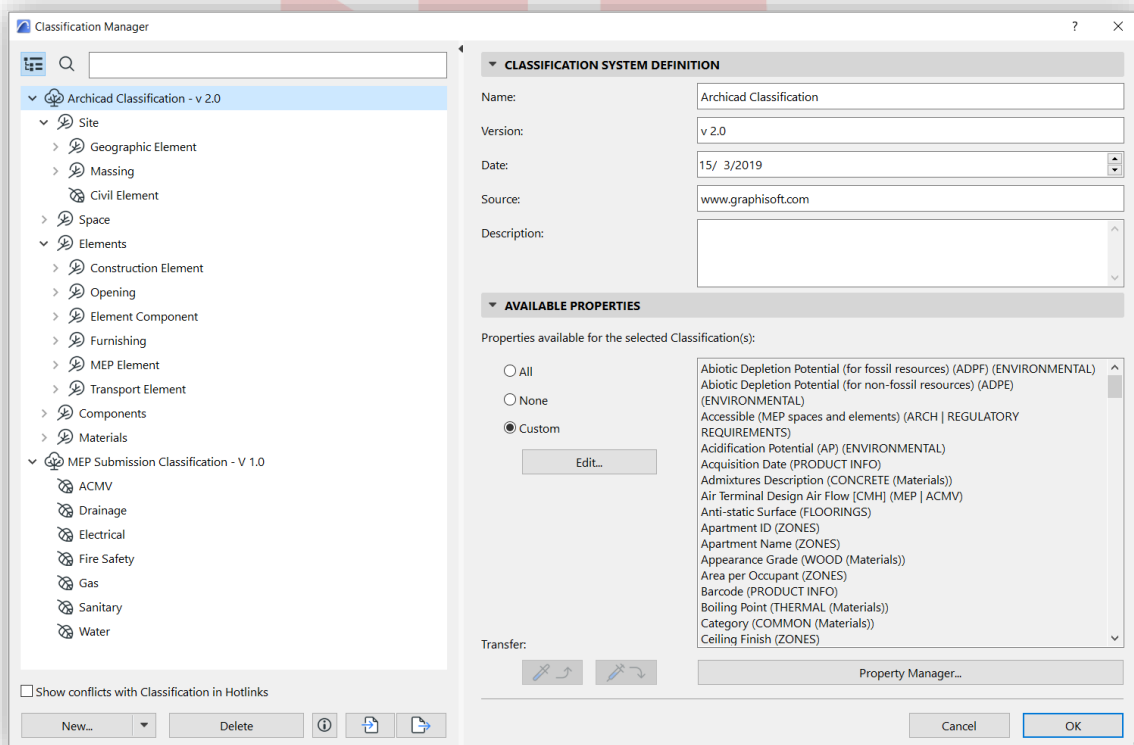 Classification Manager
?
Archicad Classification - v 2.0
Site
Geographic Element
Massing
Civil Element
Space
Elements
Construction Element
Opening
Element Component
Furnishing
MEP Element
Transport Element
Components
Materials
MEP Submission Classification - V 1.0
ACMV
Drainage
Electrical
Fire Safety
Gas
Sanitary
Water
Show conflicts with Classification in Hotlinks
New...
Delete
CLASSIFICATION SYSTEM DEFINITION
Name:
Archicad Classification
Version:
v 2.0
Date:
15/ 3/2019
Source:
www.graphisoft.com
Description:
AVAILABLE PROPERTIES
Properties available for the selected Classification(s):
All
None
Custom
Edit...
Abiotic Depletion Potential (for fossil resources) (ADPF) (ENVIRONMENTAL)
Abiotic Depletion Potential (for non-fossil resources) (ADPE)
(ENVIRONMENTAL)
Accessible (MEP spaces and elements) (ARCH | REGULATORY
REQUIREMENTS)
Acidification Potential (AP) (ENVIRONMENTAL)
Acquisition Date (PRODUCT INFO)
Admixtures Description (CONCRETE (Materials))
Air Terminal Design Air Flow [CMH] (MEP | ACMV)
Anti-static Surface (FLOORINGS)
Apartment ID (ZONES)
Apartment Name (ZONES)
Appearance Grade (WOOD (Materials))
Area per Occupant (ZONES)
Barcode (PRODUCT INFO)
Boiling Point (THERMAL (Materials))
Category (COMMON (Materials))
Ceiling Finish (ZONES)
Transfer:
Property Manager...
Cancel
OK